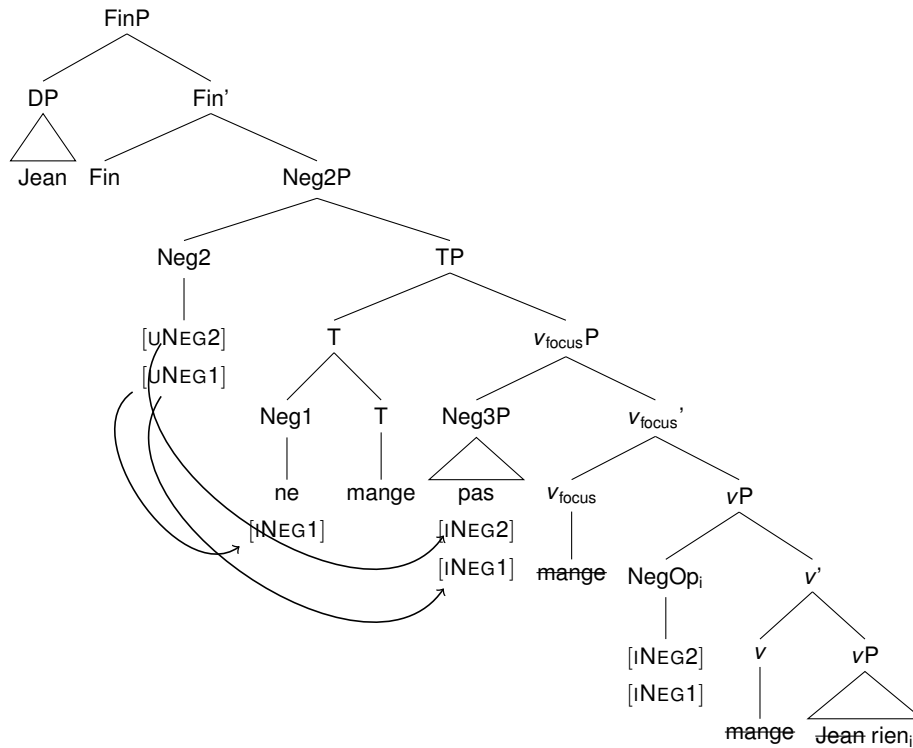 FinP
DP Fin'
Jean Fin Neg2P
Neg2 TP
[uNEG2] T vfocusP
[uNEG1]
Neg1 T Neg3P vfocus'
ne mange pas vfocus vP
[iNEG1] [iNEG2]
[iNEG1] mange NegOpi v'
[iNEG2] v vP
[iNEG1]
mange Jean rieni